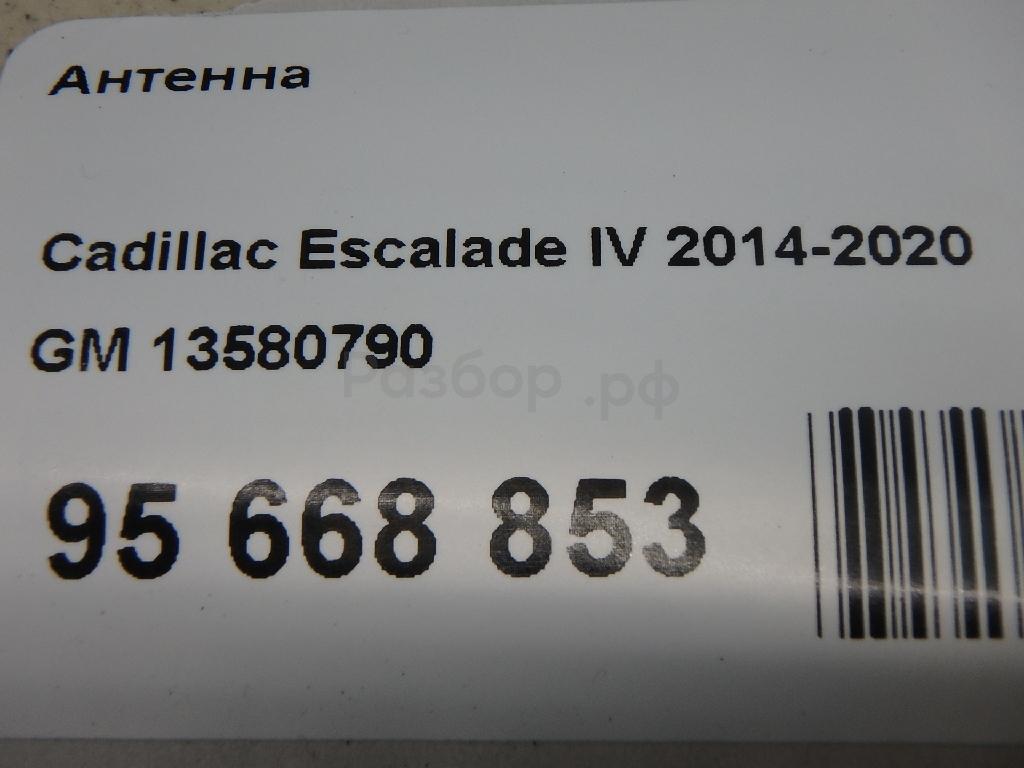 Антенна
Cadillac Escalade IV 2014-2020
GM 13580790
Разбор.рф
95 668 853